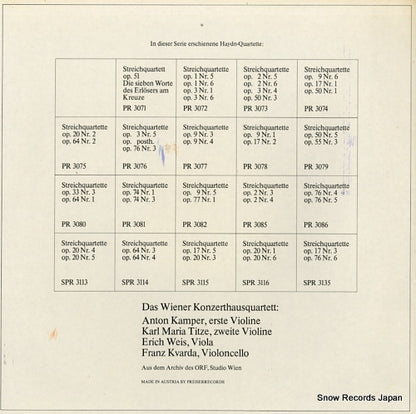 In dieser Serie erschienene Haydn-Quartette:
Streichquartett
op. 51
Die sieben Worte
des Erlösers am
Kreuze
PR 3071
Streichquartette
op. 1 Nr. 5
op. 1 Nr. 6
op. 3 Nr. 1
op. 3 Nr. 6
PR 3072
Streichquartette
op. 2 Nr. 5
op. 2 Nr. 6
op. 3 Nr. 4
op. 50 Nr. 3
PR 3073
Streichquartette
op. 9 Nr. 6
op. 17 Nr. 1
op. 50 Nr. 1
PR 3074
Streichquartette
op. 20 Nr. 2
op. 64 Nr. 2
PR 3075
Streichquartette
op. 3 Nr. 5
op. posth.
op. 76 Nr. 3
PR 3076
Streichquartette
op. 9 Nr. 3
op. 9 Nr. 4
PR 3077
Streichquartette
op. 9 Nr. 1
op. 17 Nr. 2
PR 3078
Streichquartette
op. 50 Nr. 5
op. 55 Nr. 3
PR 3079
Streichquartette
op. 33 Nr. 3
op. 64 Nr. 1
PR 3080
Streichquartette
op. 74 Nr. 1
op. 74 Nr. 3
PR 3081
Streichquartette
op. 9 Nr. 5
op. 77 Nr. 1
PR 3082
Streichquartette
op. 9 Nr. 2
op. 64 Nr. 3
PR 3085
Streichquartette
op. 76 Nr. 4
op. 76 Nr. 5
PR 3086
Streichquartette
op. 20 Nr. 4
op. 20 Nr. 5
SPR 3113
Streichquartette
op. 64 Nr. 3
op. 64 Nr. 4
SPR 3114
Streichquartette
op. 17 Nr. 5
op. 20 Nr. 3
SPR 3115
Streichquartette
op. 20 Nr. 1
op. 20 Nr. 6
SPR 3116
Streichquartette
op. 17 Nr. 3
op. 76 Nr. 6
SPR 3135
Das Wiener Konzerthausquartett:
Anton Kamper, erste Violine
Karl Maria Titze, zweite Violine
Erich Weis, Viola
Franz Kvarda, Violoncello
Aus dem Archiv des ORF, Studio Wien
MADE IN AUSTRIA BY PREISERRECORDS
Snow Records Japan